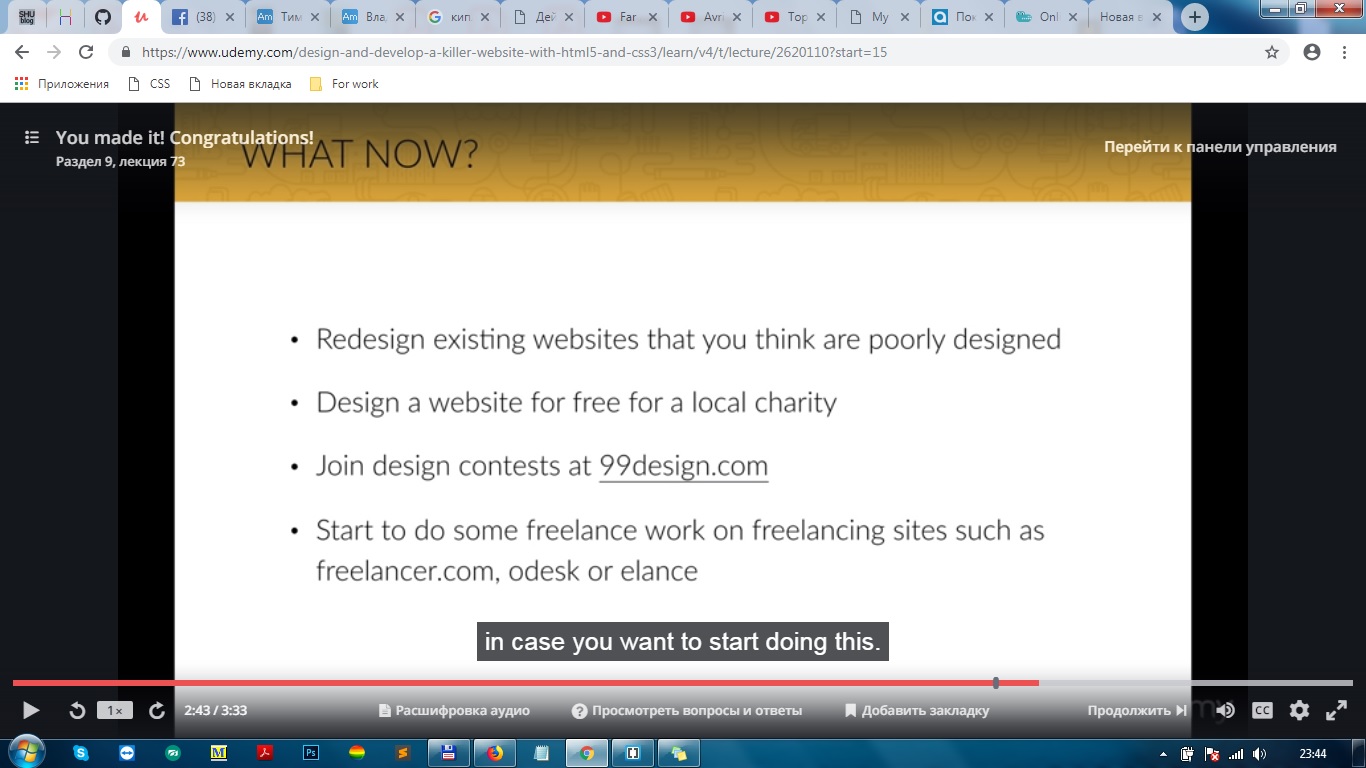 SHU
blog
(38)
Тим
Вла
кип
Дей
Far
Avri
Top
My
Пои
Onli
Новая в
https://www.udemy.com/design-and-develop-a-killer-website-with-html5-and-css3/learn/v4/t/lecture/2620110?start=15
Приложения
CSS
Новая вкладка
For work
You made it! Congratulations!
Раздел 9, лекция 73
Перейти к панели управления
WHAT NOW?
• Redesign existing websites that you think are poorly designed
• Design a website for free for a local charity
• Join design contests at 99design.com
• Start to do some freelance work on freelancing sites such as
freelancer.com, odesk or elance
in case you want to start doing this.
1×
2:43 / 3:33
Расшифровка аудио
Просмотреть вопросы и ответы
Добавить закладку
Продолжить
CC
23:44